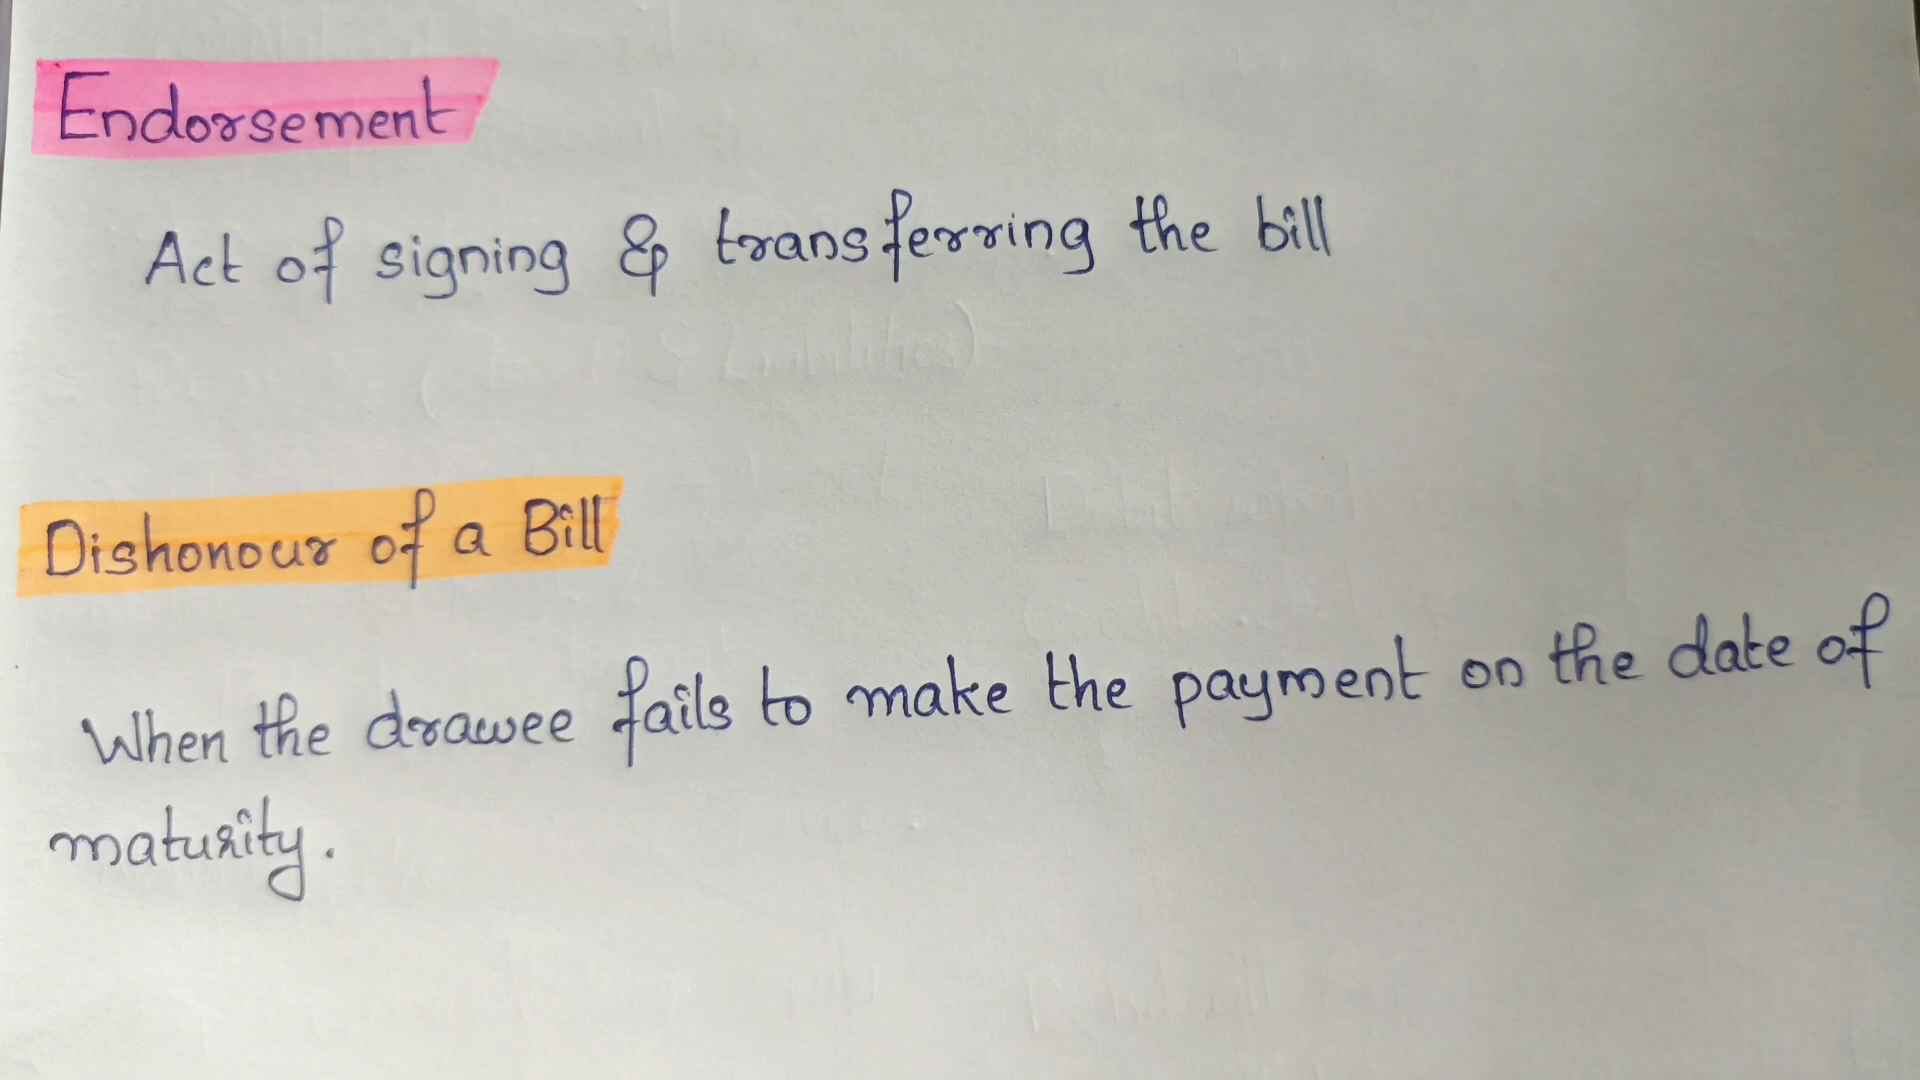 Endorsement
Act of signing & transferring the bill
Dishonour of a Bill
When the drawee fails to make the payment on the date of
maturity.